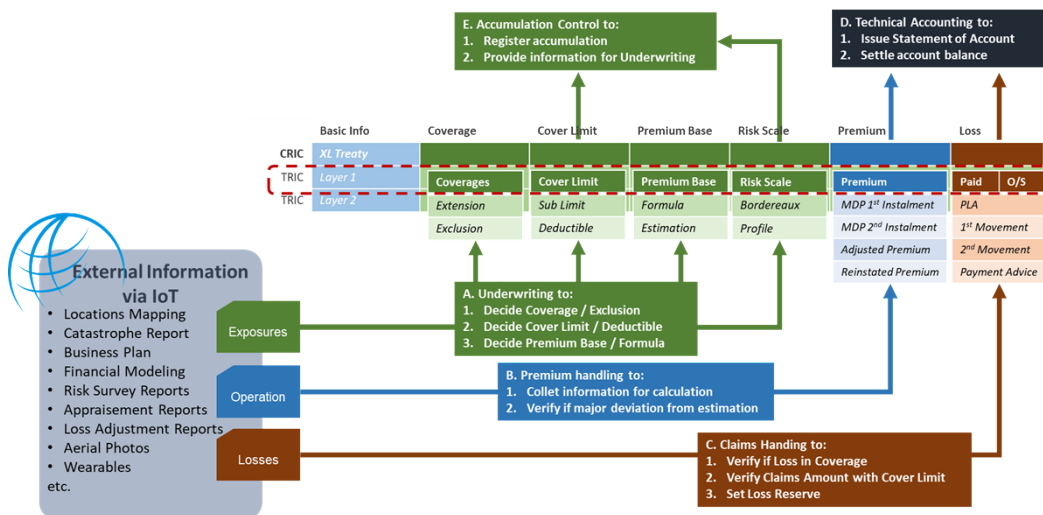 E. Accumulation Control to:
1. Register accumulation
2. Provide information for Underwriting
D. Technical Accounting to:
1. Issue Statement of Account
2. Settle account balance
Basic Info Coverage Cover Limit Premium Base Risk Scale Premium Loss
CRIC XL Treaty
TRIC Layer 1 Coverages Cover Limit Premium Base Risk Scale Premium Paid O/S
TRIC Layer 2 Extension Sub Limit Formula Bordereaux MDP 1st Instalment PLA
Exclusion Deductible Estimation Profile MDP 2nd Instalment 1st Movement
Adjusted Premium 2nd Movement
Reinstated Premium Payment Advice
External Information
via IoT
• Locations Mapping
• Catastrophe Report
• Business Plan
• Financial Modeling
• Risk Survey Reports
• Appraisement Reports
• Loss Adjustment Reports
• Aerial Photos
• Wearables
etc.
Exposures
Operation
Losses
A. Underwriting to:
1. Decide Coverage / Exclusion
2. Decide Cover Limit / Deductible
3. Decide Premium Base / Formula
B. Premium handling to:
1. Collet information for calculation
2. Verify if major deviation from estimation
C. Claims Handing to:
1. Verify if Loss in Coverage
2. Verify Claims Amount with Cover Limit
3. Set Loss Reserve